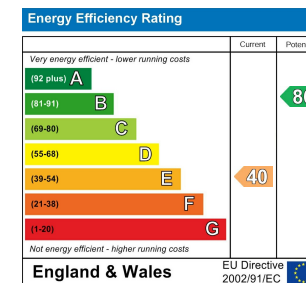 Energy Efficiency Rating
Current
Very energy efficient - lower running costs
(92 plus) A
(81-91) B
(69-80) C
(55-68) D
(39-54) E
40
(21-38) F
(1-20) G
Not energy efficient - higher running costs
England & Wales
EU Directive
2002/91/EC